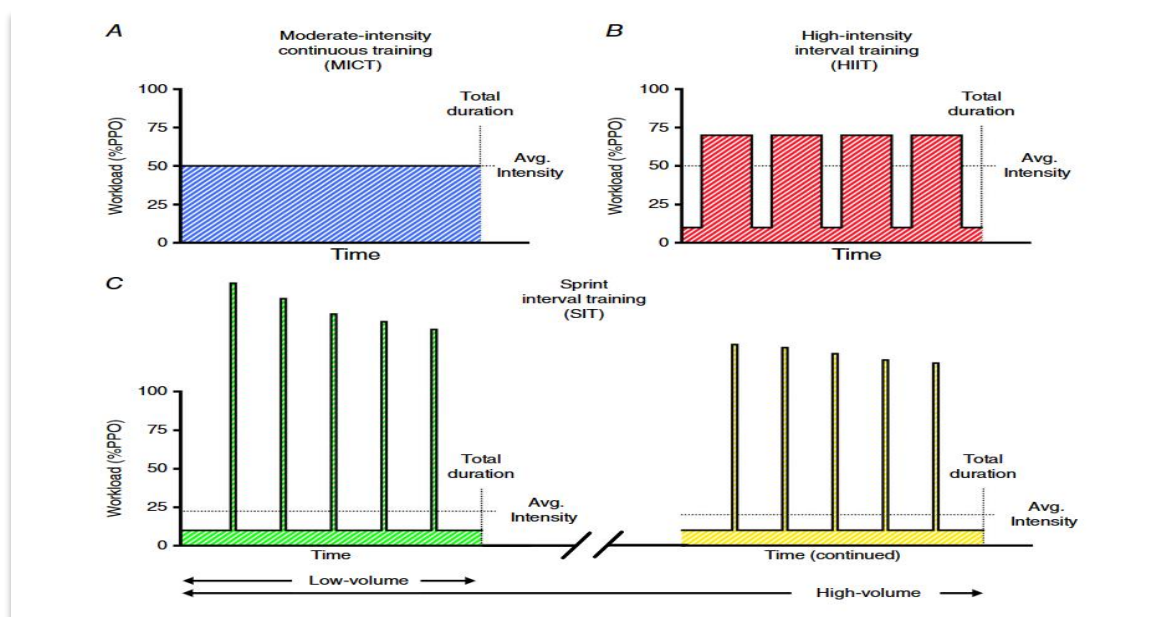 A
Moderate-intensity
continuous training
(MICT)
100
75
50
25
0
Workload (%PPO)
Total
duration
Avg.
Intensity
Time
B
High-intensity
interval training
(HIIT)
100
75
50
25
0
Workload (%PPO)
Total
duration
Avg.
Intensity
Time
C
Sprint
interval training
(SIT)
100
75
50
25
0
Workload (%PPO)
Total
duration
Avg.
Intensity
Time
Total
duration
Avg.
Intensity
Time (continued)
Low-volume
High-volume